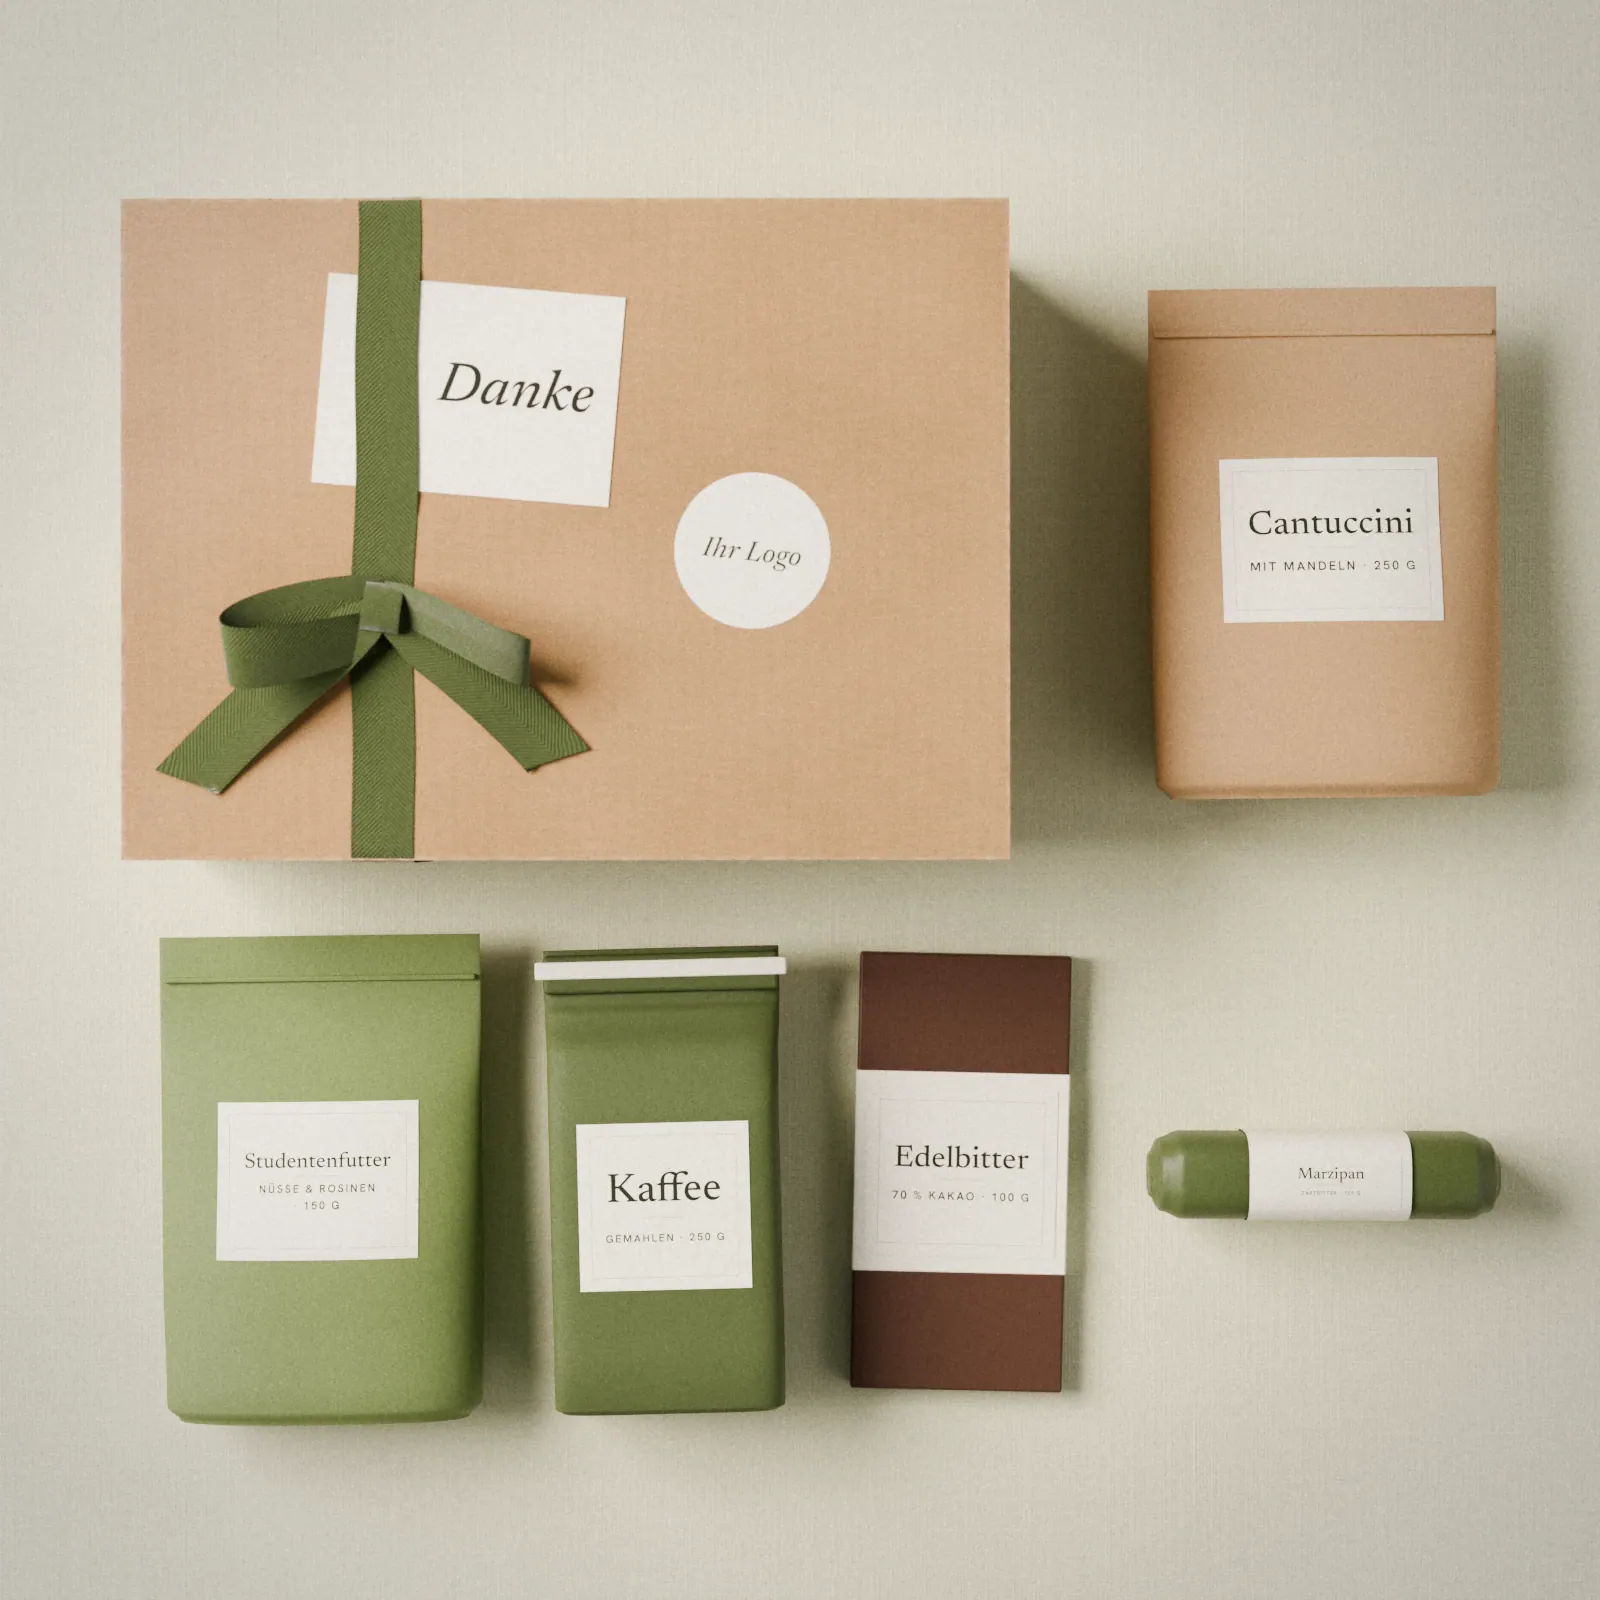 Danke
Ihr Logo
Cantuccini
MIT MANDELN · 250 G
Studentenfutter
NÜSSE & ROSINEN
· 150 G
Kaffee
GEMAHLEN · 250 G
Edelbitter
70 % KAKAO · 100 G
Marzipan